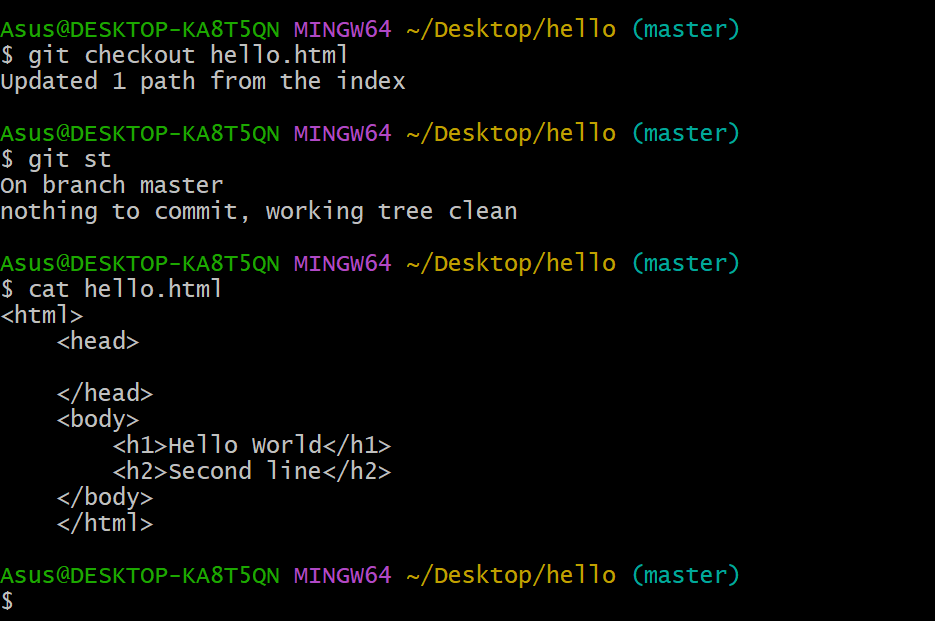 Asus@DESKTOP-KA8T5QN MINGW64 ~/Desktop/hello (master)
$ git checkout hello.html
Updated 1 path from the index

Asus@DESKTOP-KA8T5QN MINGW64 ~/Desktop/hello (master)
$ git st
On branch master
nothing to commit, working tree clean

Asus@DESKTOP-KA8T5QN MINGW64 ~/Desktop/hello (master)
$ cat hello.html
<html>
    <head>

    </head>
    <body>
        <h1>Hello World</h1>
        <h2>Second line</h2>
    </body>
    </html>

Asus@DESKTOP-KA8T5QN MINGW64 ~/Desktop/hello (master)
$